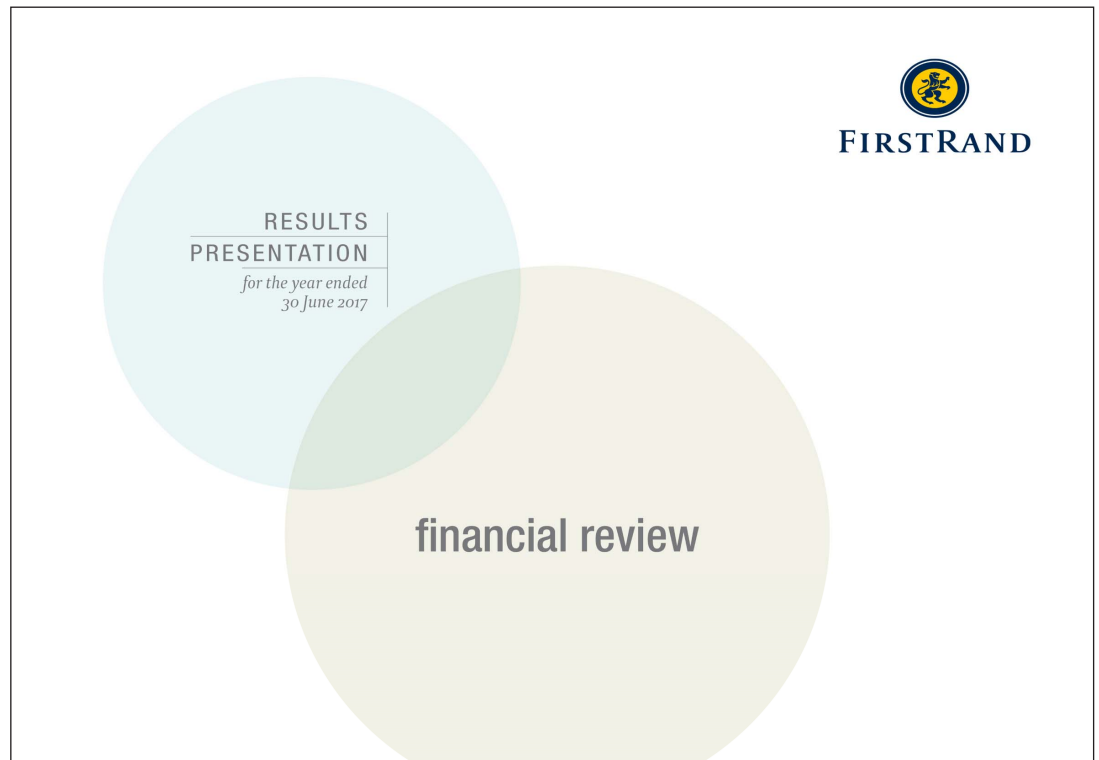 FIRSTRAND
RESULTS
PRESENTATION
for the year ended
30 June 2017
financial review